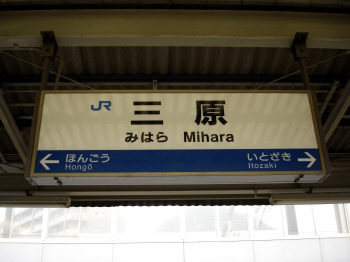 JR 三原
みはら Mihara
← ほんごう いとざき →
Hongō Itozaki